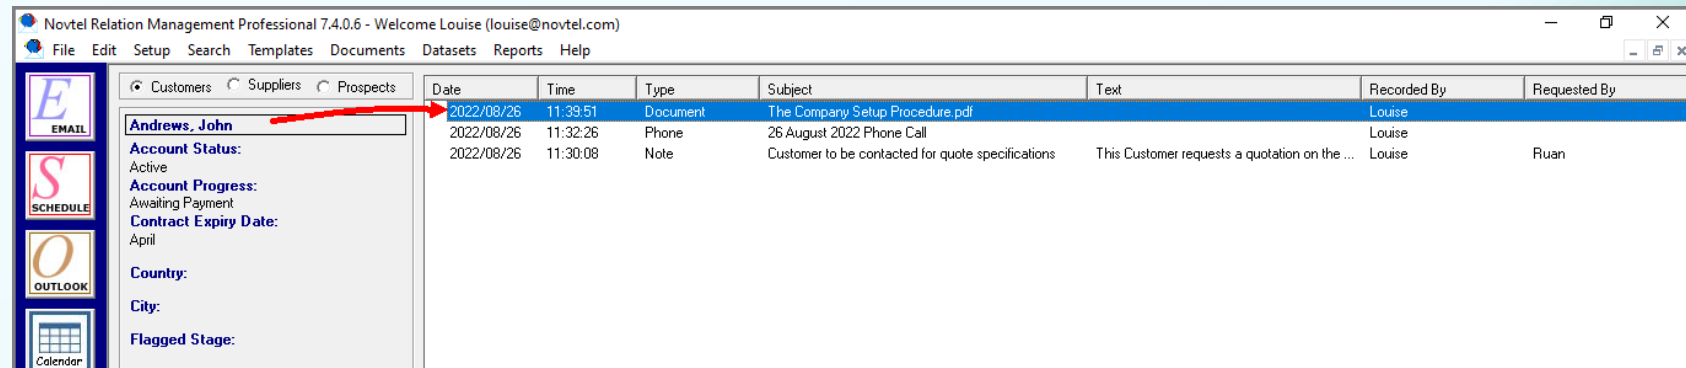 Novtel Relation Management Professional 7.4.0.6 - Welcome Louise (louise@novtel.com)
File Edit Setup Search Templates Documents Datasets Reports Help
E
EMAIL
S
SCHEDULE
O
OUTLOOK
Calendar
Customers Suppliers Prospects
Andrews, John
Account Status:
Active
Account Progress:
Awaiting Payment
Contract Expiry Date:
April
Country:
City:
Flagged Stage:
Date Time Type Subject Text Recorded By Requested By
2022/08/26 11:39:51 Document The Company Setup Procedure.pdf Louise
2022/08/26 11:32:26 Phone 26 August 2022 Phone Call Louise
2022/08/26 11:30:08 Note Customer to be contacted for quote specifications This Customer requests a quotation on the ... Louise Ruan